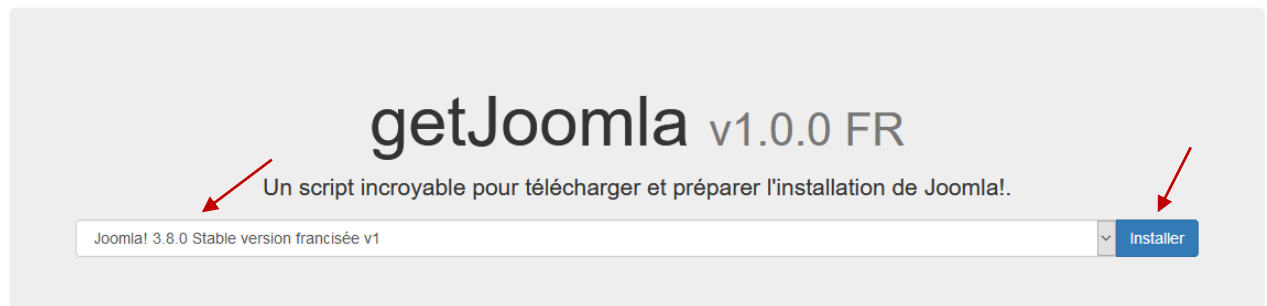 getJoomla v1.0.0 FR
Un script incroyable pour télécharger et préparer l'installation de Joomla!.
Joomla! 3.8.0 Stable version francisée v1 Installer